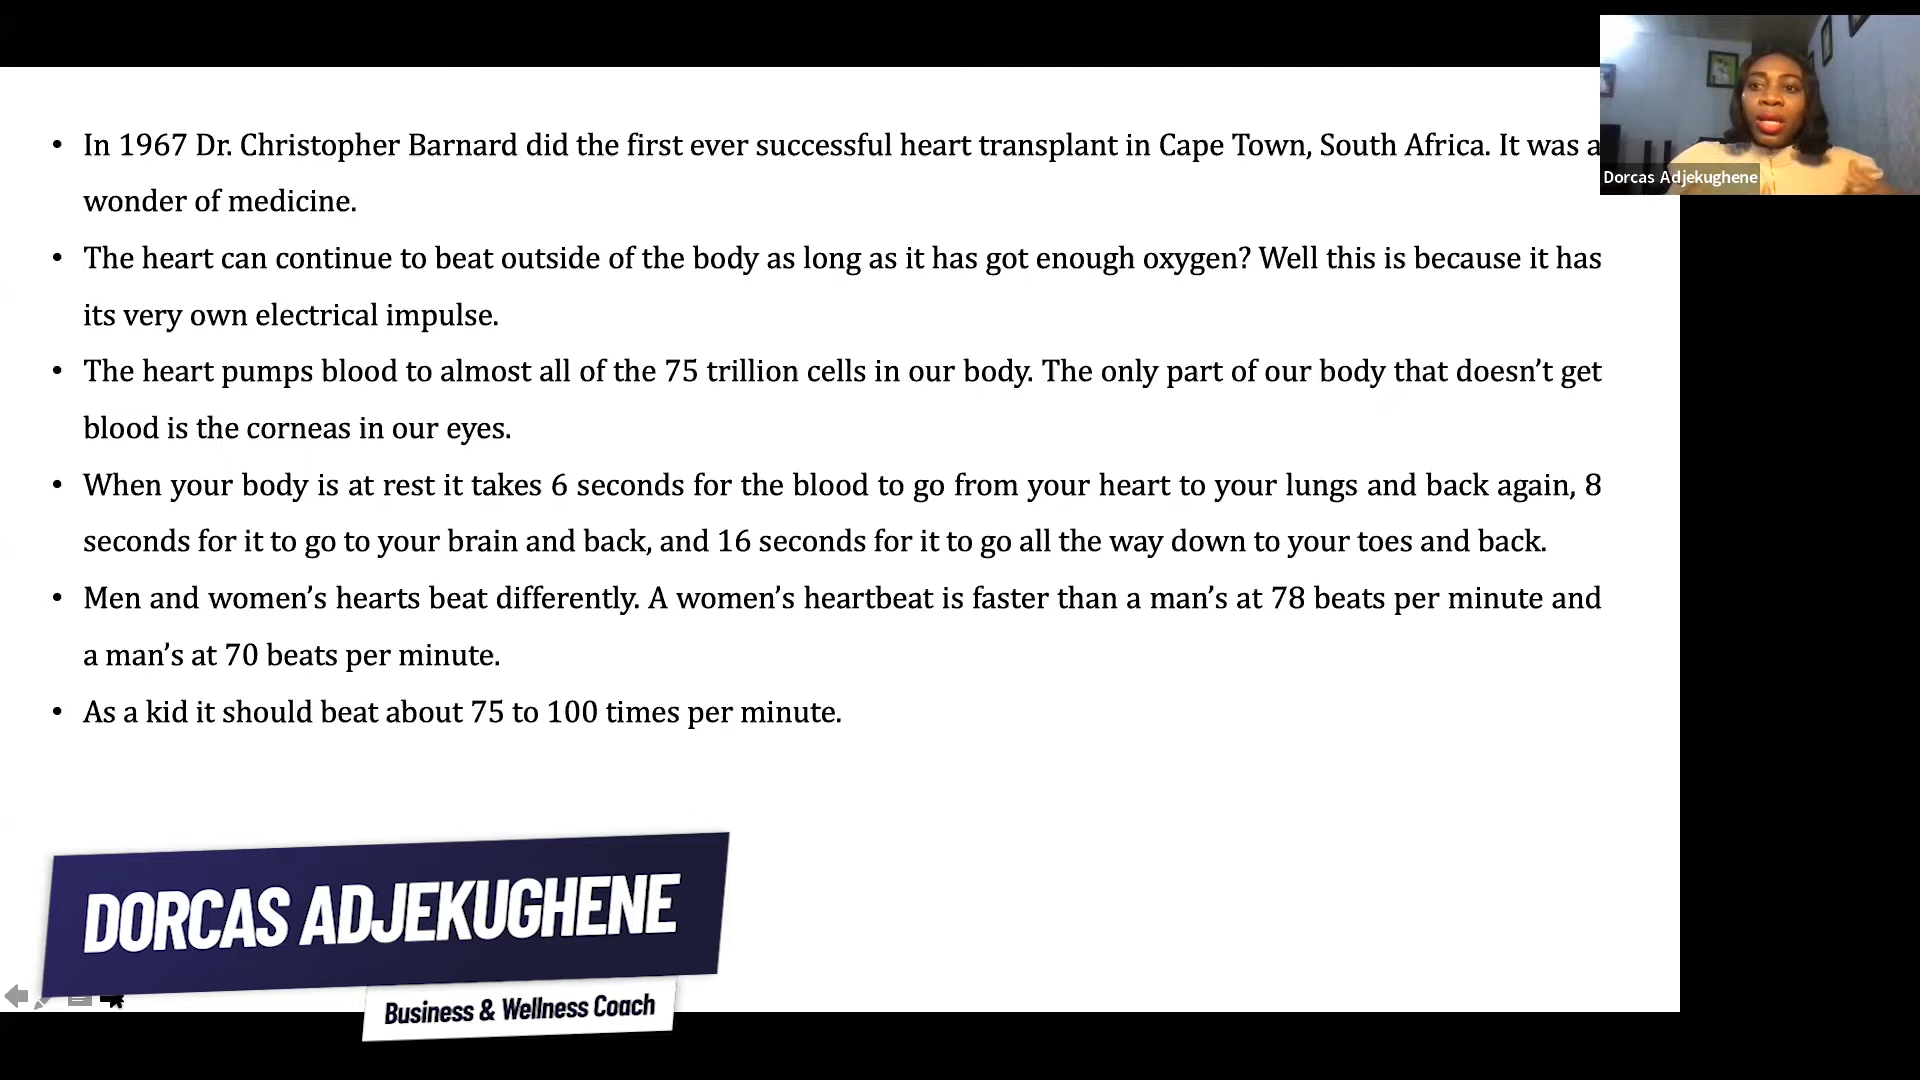 • In 1967 Dr. Christopher Barnard did the first ever successful heart transplant in Cape Town, South Africa. It was a
wonder of medicine.
• The heart can continue to beat outside of the body as long as it has got enough oxygen? Well this is because it has
its very own electrical impulse.
• The heart pumps blood to almost all of the 75 trillion cells in our body. The only part of our body that doesn’t get
blood is the corneas in our eyes.
• When your body is at rest it takes 6 seconds for the blood to go from your heart to your lungs and back again, 8
seconds for it to go to your brain and back, and 16 seconds for it to go all the way down to your toes and back.
• Men and women’s hearts beat differently. A women’s heartbeat is faster than a man’s at 78 beats per minute and
a man’s at 70 beats per minute.
• As a kid it should beat about 75 to 100 times per minute.
Dorcas Adjekughene
DORCAS ADJEKUGHENE
Business & Wellness Coach